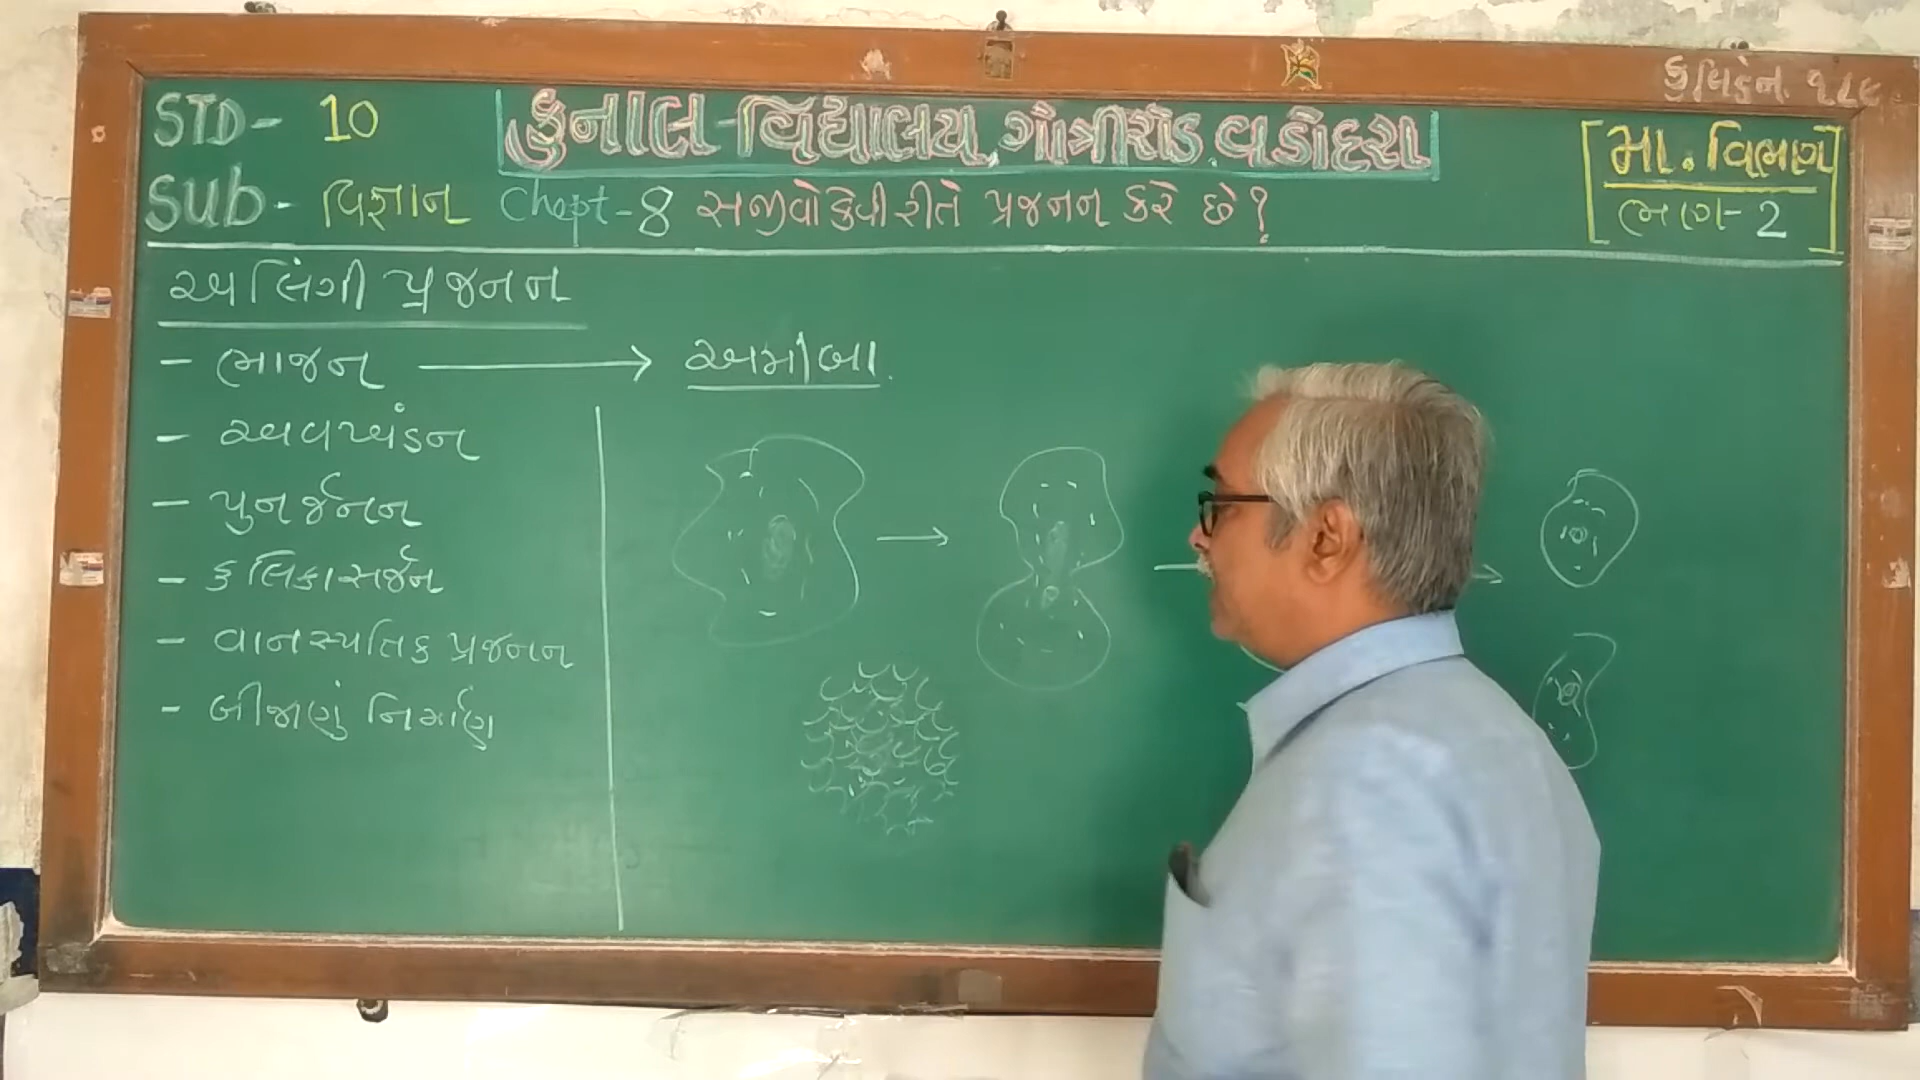 STD- 10 કુનાલ વિદ્યાલય, ગોત્રીરોડ, વડોદરા
મા. વિભાગ
SUB- વિજ્ઞાન Chept-8 સજીવો કેવી રીતે પ્રજનન કરે છે?
ભાગ-2
અલિંગી પ્રજનન
- ભાજન → અમીબા.
- અવખંડન
- પુનર્જનન
- કલિકાસર્જન
- વાનસ્પતિક પ્રજનન
- બીજાણું નિર્માણ